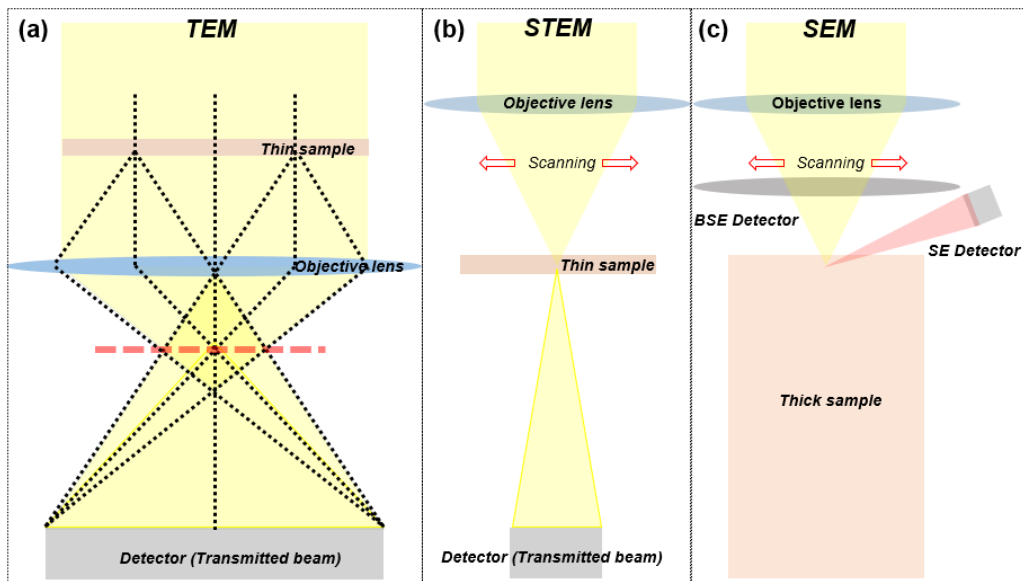 (a)
TEM
Thin sample
Objective lens
Detector (Transmitted beam)
(b)
STEM
Objective lens
Scanning
Thin sample
Detector (Transmitted beam)
(c)
SEM
Objective lens
Scanning
BSE Detector
SE Detector
Thick sample